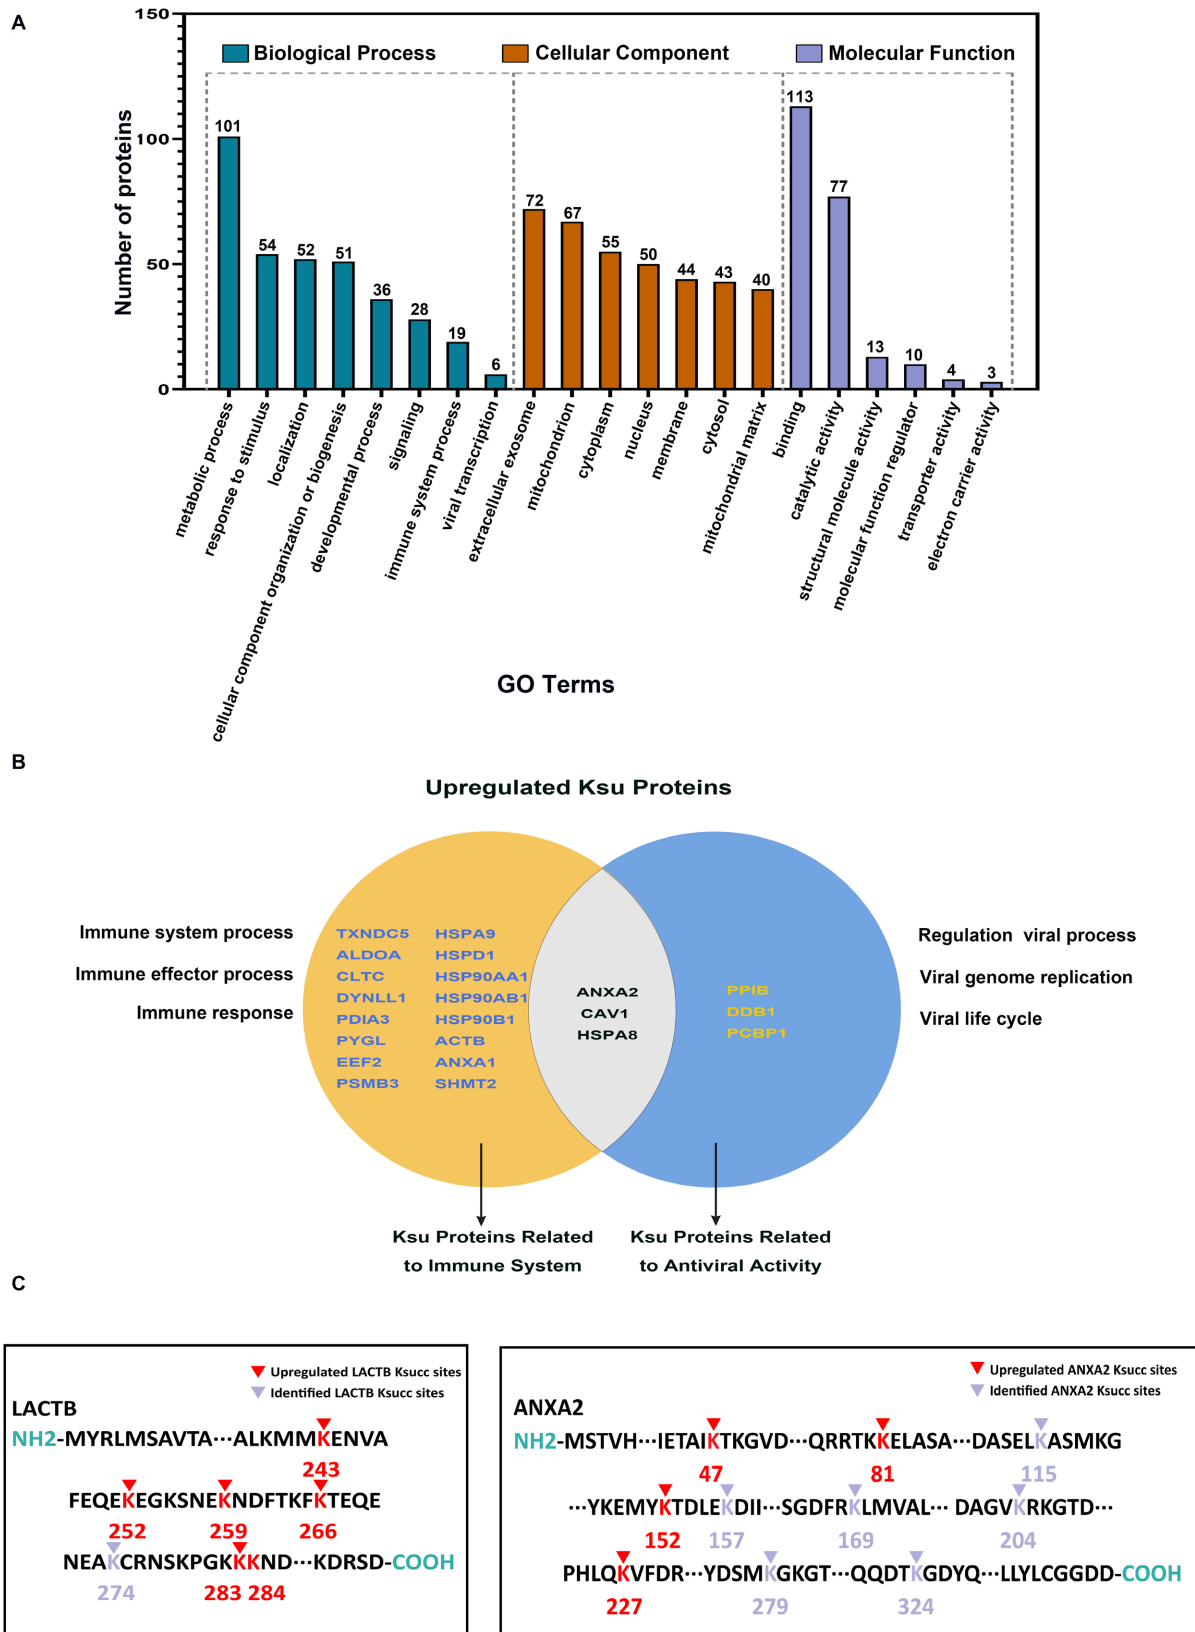 A
150
Biological Process
Cellular Component
Molecular Function
Number of proteins
100
50
0
101
54
52
51
36
28
19
6
72
67
55
50
44
43
40
113
77
13
10
4
3
metabolic process
response to stimulus
localization
cellular component organization or biogenesis
developmental process
signaling
immune system process
viral transcription
extracellular exosome
mitochondrion
cytoplasm
nucleus
membrane
cytosol
mitochondrial matrix
binding
catalytic activity
structural molecule activity
molecular function regulator
transporter activity
electron carrier activity
GO Terms
B
Upregulated Ksu Proteins
Immune system process
Immune effector process
Immune response
TXNDC5 HSPA9
ALDOA HSPD1
CLTC HSP90AA1
DYNLL1 HSP90AB1
PDIA3 HSP90B1
PYGL ACTB
EEF2 ANXA1
PSMB3 SHMT2
ANXA2
CAV1
HSPA8
PPIB
DDB1
PCBP1
Regulation viral process
Viral genome replication
Viral life cycle
Ksu Proteins Related
to Immune System
Ksu Proteins Related
to Antiviral Activity
C
Upregulated LACTB Ksucc sites
Identified LACTB Ksucc sites
LACTB
NH2-MYRLMSAVTA···ALKMMKENVA
243
FEQEKEGKSNEKNDFTKFKTEQE
252 259 266
NEAKCRNSKPGKKKND···KDRSD-COOH
274 283 284
Upregulated ANXA2 Ksucc sites
Identified ANXA2 Ksucc sites
ANXA2
NH2-MSTVH···IETAIKTKGVD···QRRTKKELASA···DASELKASMKG
47 81 115
···YKEMYKTDLEKDII···SGDFRKLMVAL··· DAGVKRKGTD···
152 157 169 204
PHLQKVFDR···YDSMKGKGT···QQDTKGDYQ···LLYLCGGDD-COOH
227 279 324